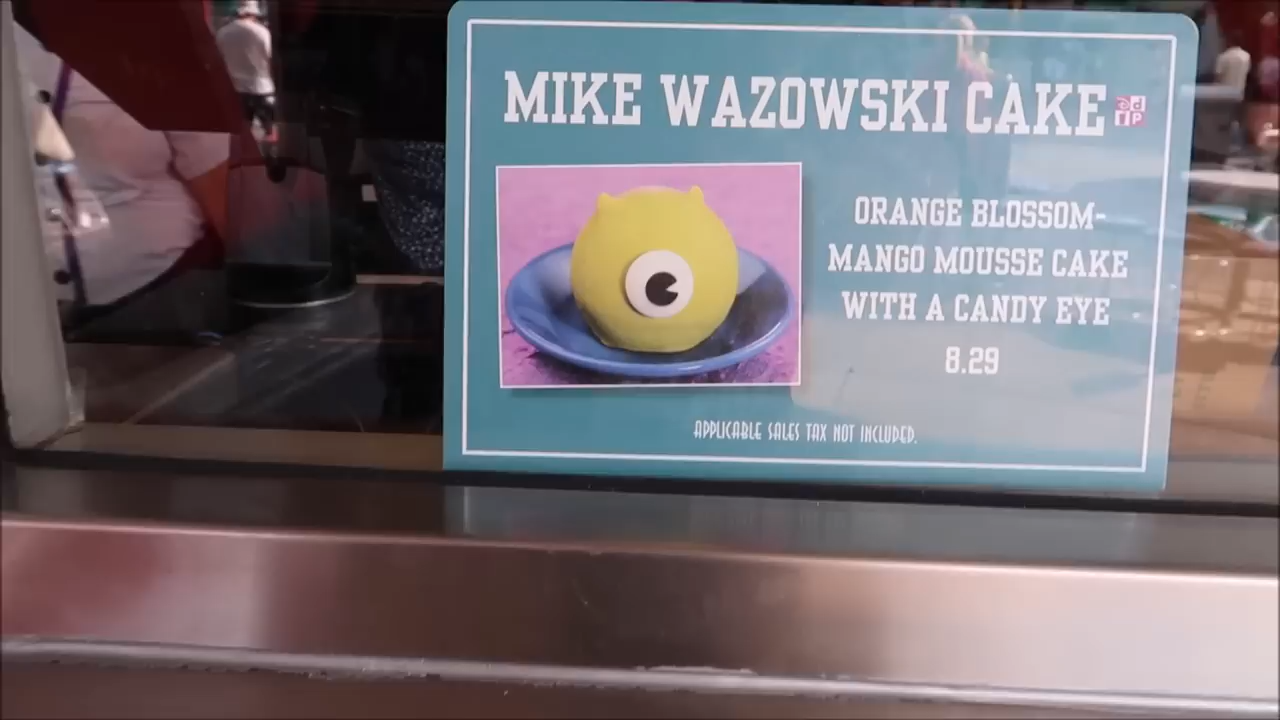 MIKE WAZOWSKI CAKE
ORANGE BLOSSOM-
MANGO MOUSSE CAKE
WITH A CANDY EYE
8.29
APPLICABLE SALES TAX NOT INCLUDED.